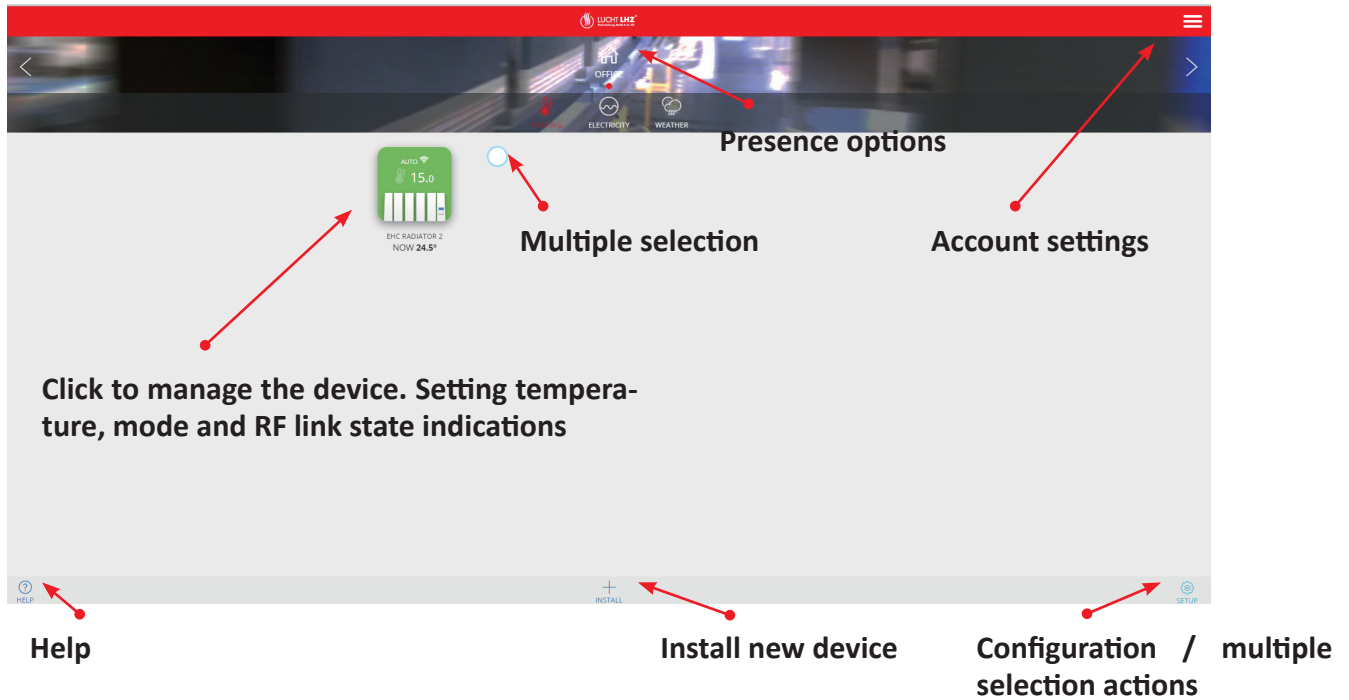 LUCHT LHZ
OFFICE
ELECTRICITY
WEATHER
Presence options
AUTO
15.0
EHC RADIATOR 2
NOW 24.5°
Multiple selection
Account settings
Click to manage the device. Setting tempera-
ture, mode and RF link state indications
?
HELP
INSTALL
SETUP
Help
Install new device
Configuration / multiple
selection actions